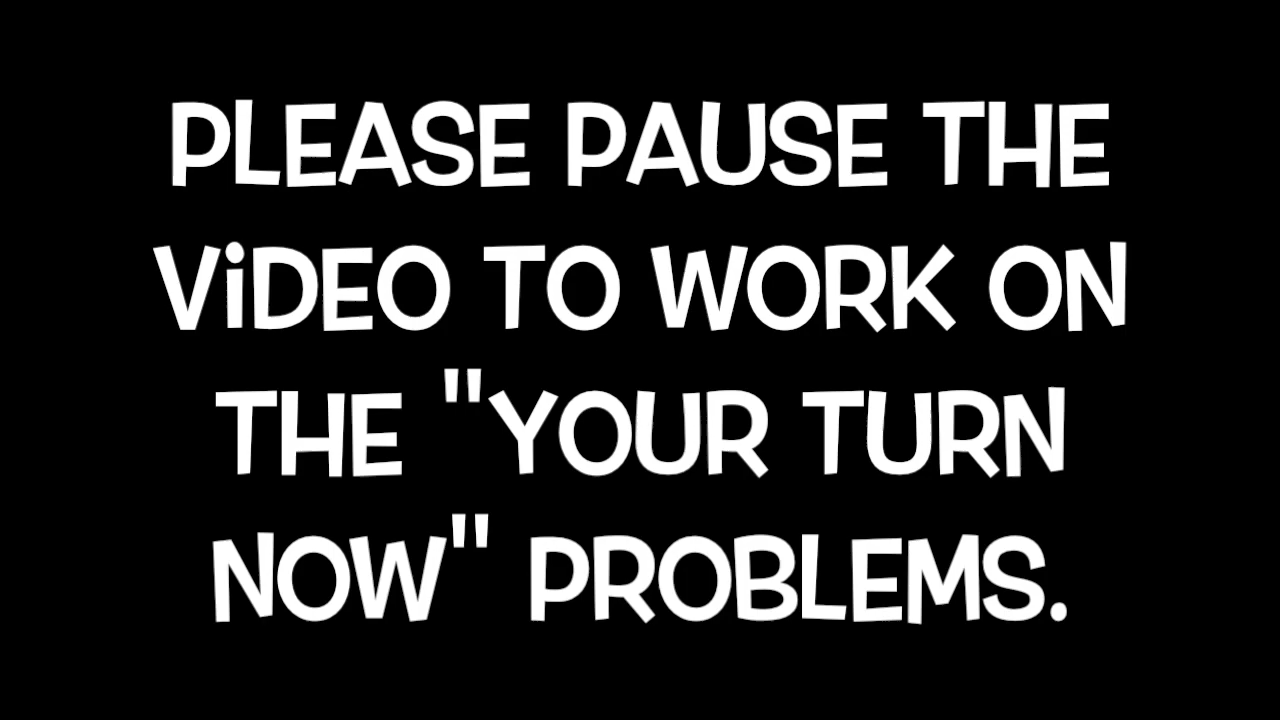 PLEASE PAUSE THE
ViDEO TO WORK ON
THE "YOUR TURN
NOW" PROBLEMS.